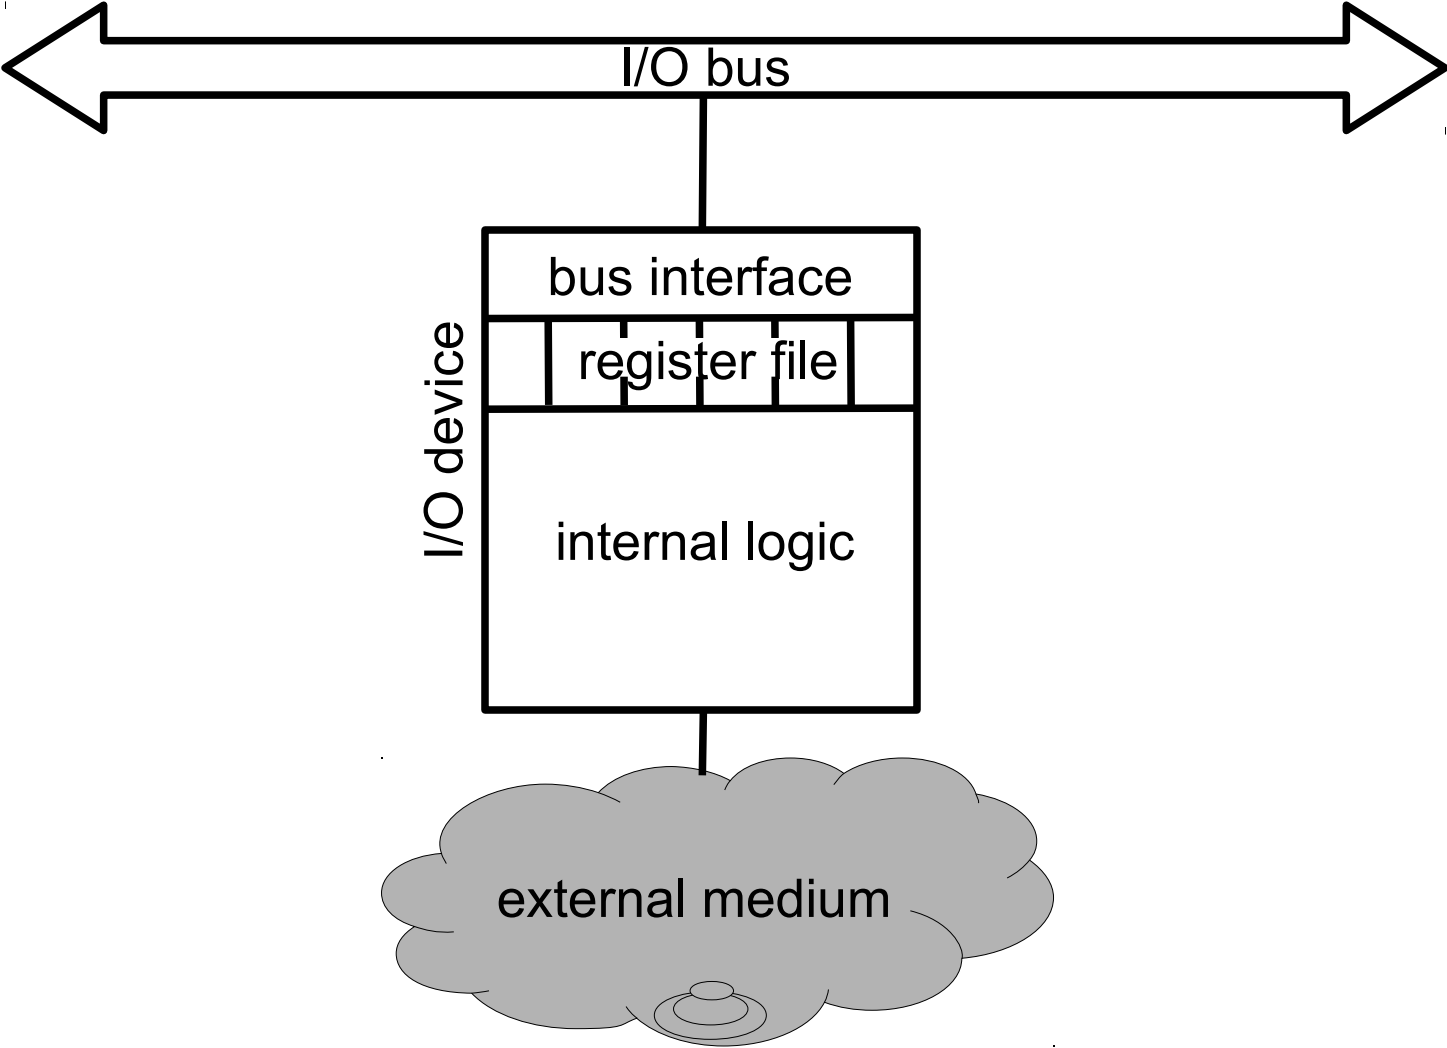 I/O bus
bus interface
register file
I/O device
internal logic
external medium